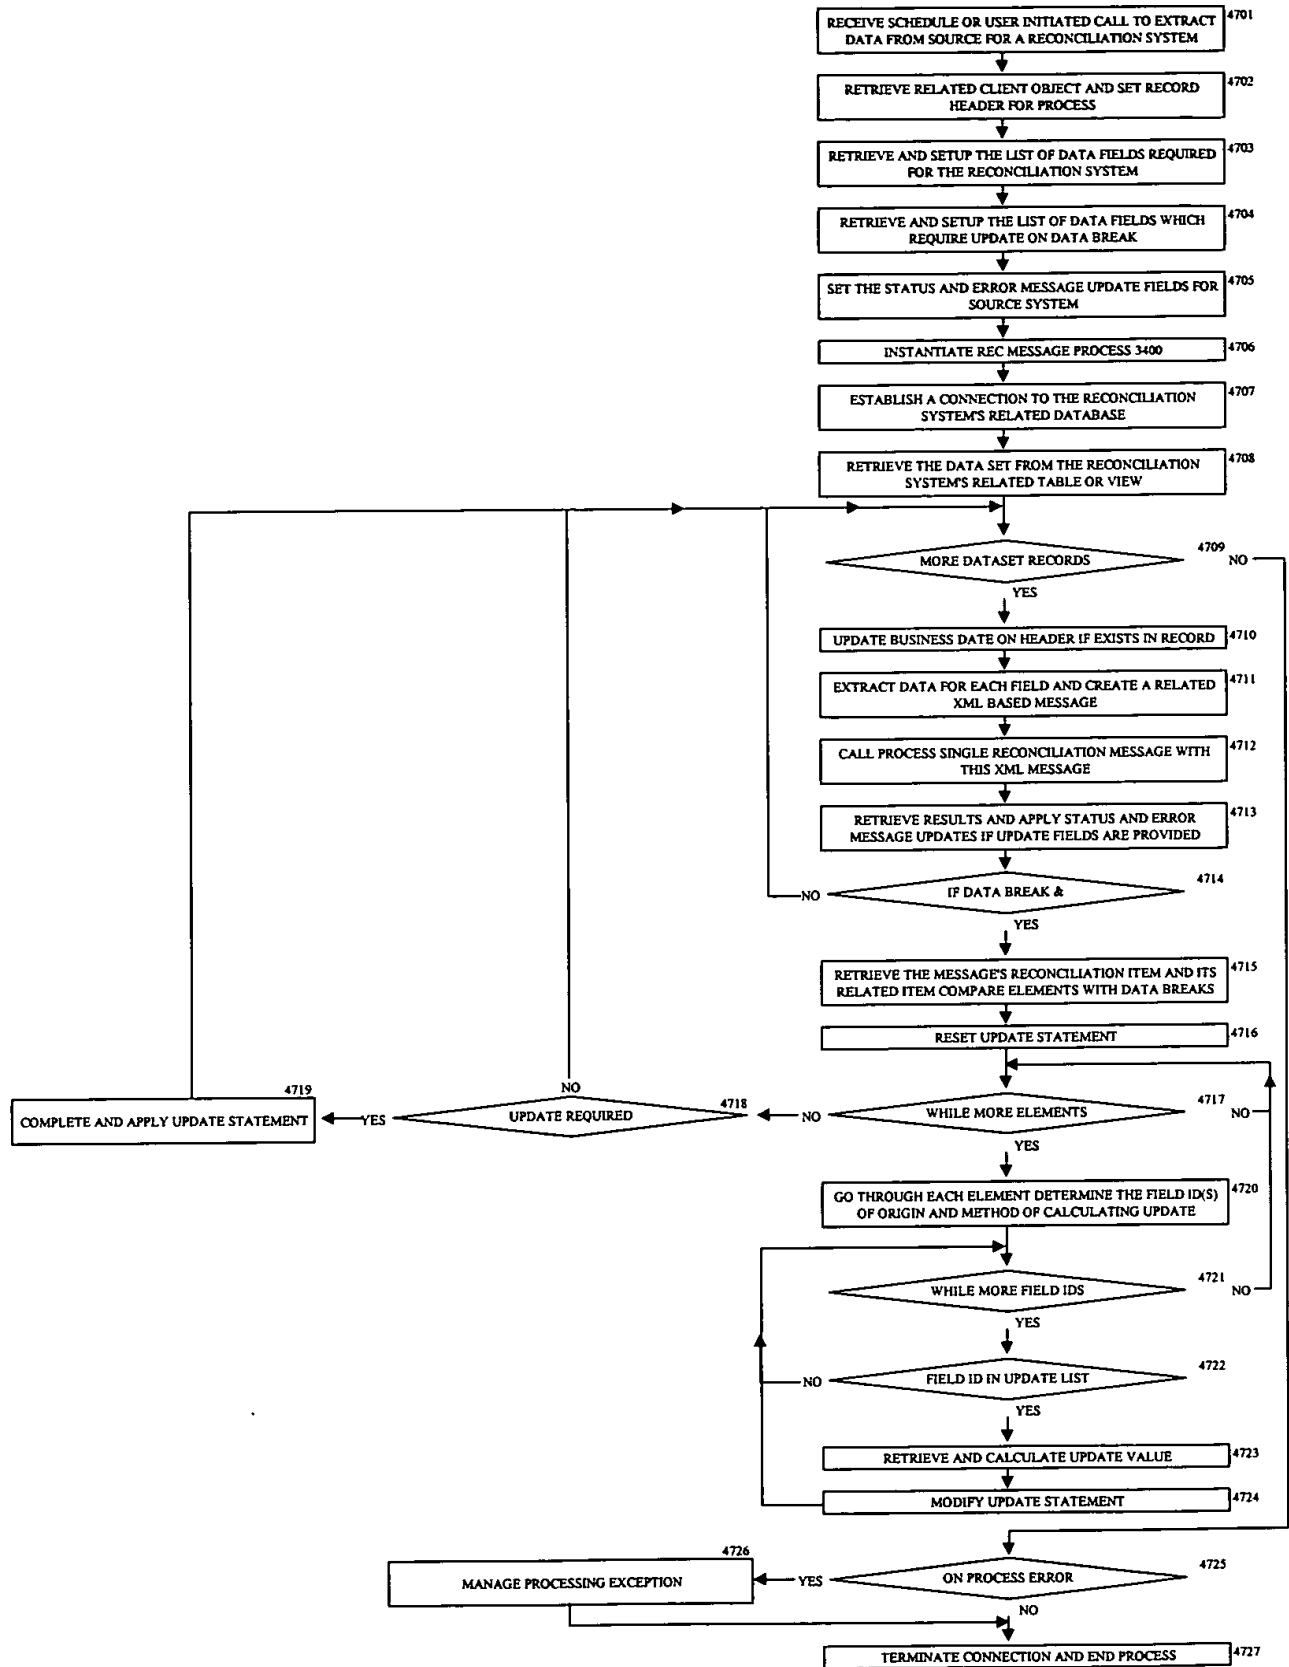 RECEIVE SCHEDULE OR USER INITIATED CALL TO EXTRACT
DATA FROM SOURCE FOR A RECONCILIATION SYSTEM
4701
RETRIEVE RELATED CLIENT OBJECT AND SET RECORD
HEADER FOR PROCESS
4702
RETRIEVE AND SETUP THE LIST OF DATA FIELDS REQUIRED
FOR THE RECONCILIATION SYSTEM
4703
RETRIEVE AND SETUP THE LIST OF DATA FIELDS WHICH
REQUIRE UPDATE ON DATA BREAK
4704
SET THE STATUS AND ERROR MESSAGE UPDATE FIELDS FOR
SOURCE SYSTEM
4705
INSTANTIATE REC MESSAGE PROCESS 3400
4706
ESTABLISH A CONNECTION TO THE RECONCILIATION
SYSTEM'S RELATED DATABASE
4707
RETRIEVE THE DATA SET FROM THE RECONCILIATION
SYSTEM'S RELATED TABLE OR VIEW
4708
MORE DATASET RECORDS
4709
NO
YES
UPDATE BUSINESS DATE ON HEADER IF EXISTS IN RECORD
4710
EXTRACT DATA FOR EACH FIELD AND CREATE A RELATED
XML BASED MESSAGE
4711
CALL PROCESS SINGLE RECONCILIATION MESSAGE WITH
THIS XML MESSAGE
4712
RETRIEVE RESULTS AND APPLY STATUS AND ERROR
MESSAGE UPDATES IF UPDATE FIELDS ARE PROVIDED
4713
NO
IF DATA BREAK &
4714
YES
RETRIEVE THE MESSAGE'S RECONCILIATION ITEM AND ITS
RELATED ITEM COMPARE ELEMENTS WITH DATA BREAKS
4715
RESET UPDATE STATEMENT
4716
4719
COMPLETE AND APPLY UPDATE STATEMENT
YES
NO
UPDATE REQUIRED
4718
NO
WHILE MORE ELEMENTS
4717
NO
YES
GO THROUGH EACH ELEMENT DETERMINE THE FIELD ID(S)
OF ORIGIN AND METHOD OF CALCULATING UPDATE
4720
WHILE MORE FIELD IDS
4721
NO
YES
NO
FIELD ID IN UPDATE LIST
4722
YES
RETRIEVE AND CALCULATE UPDATE VALUE
4723
MODIFY UPDATE STATEMENT
4724
4726
MANAGE PROCESSING EXCEPTION
YES
ON PROCESS ERROR
4725
NO
TERMINATE CONNECTION AND END PROCESS
4727